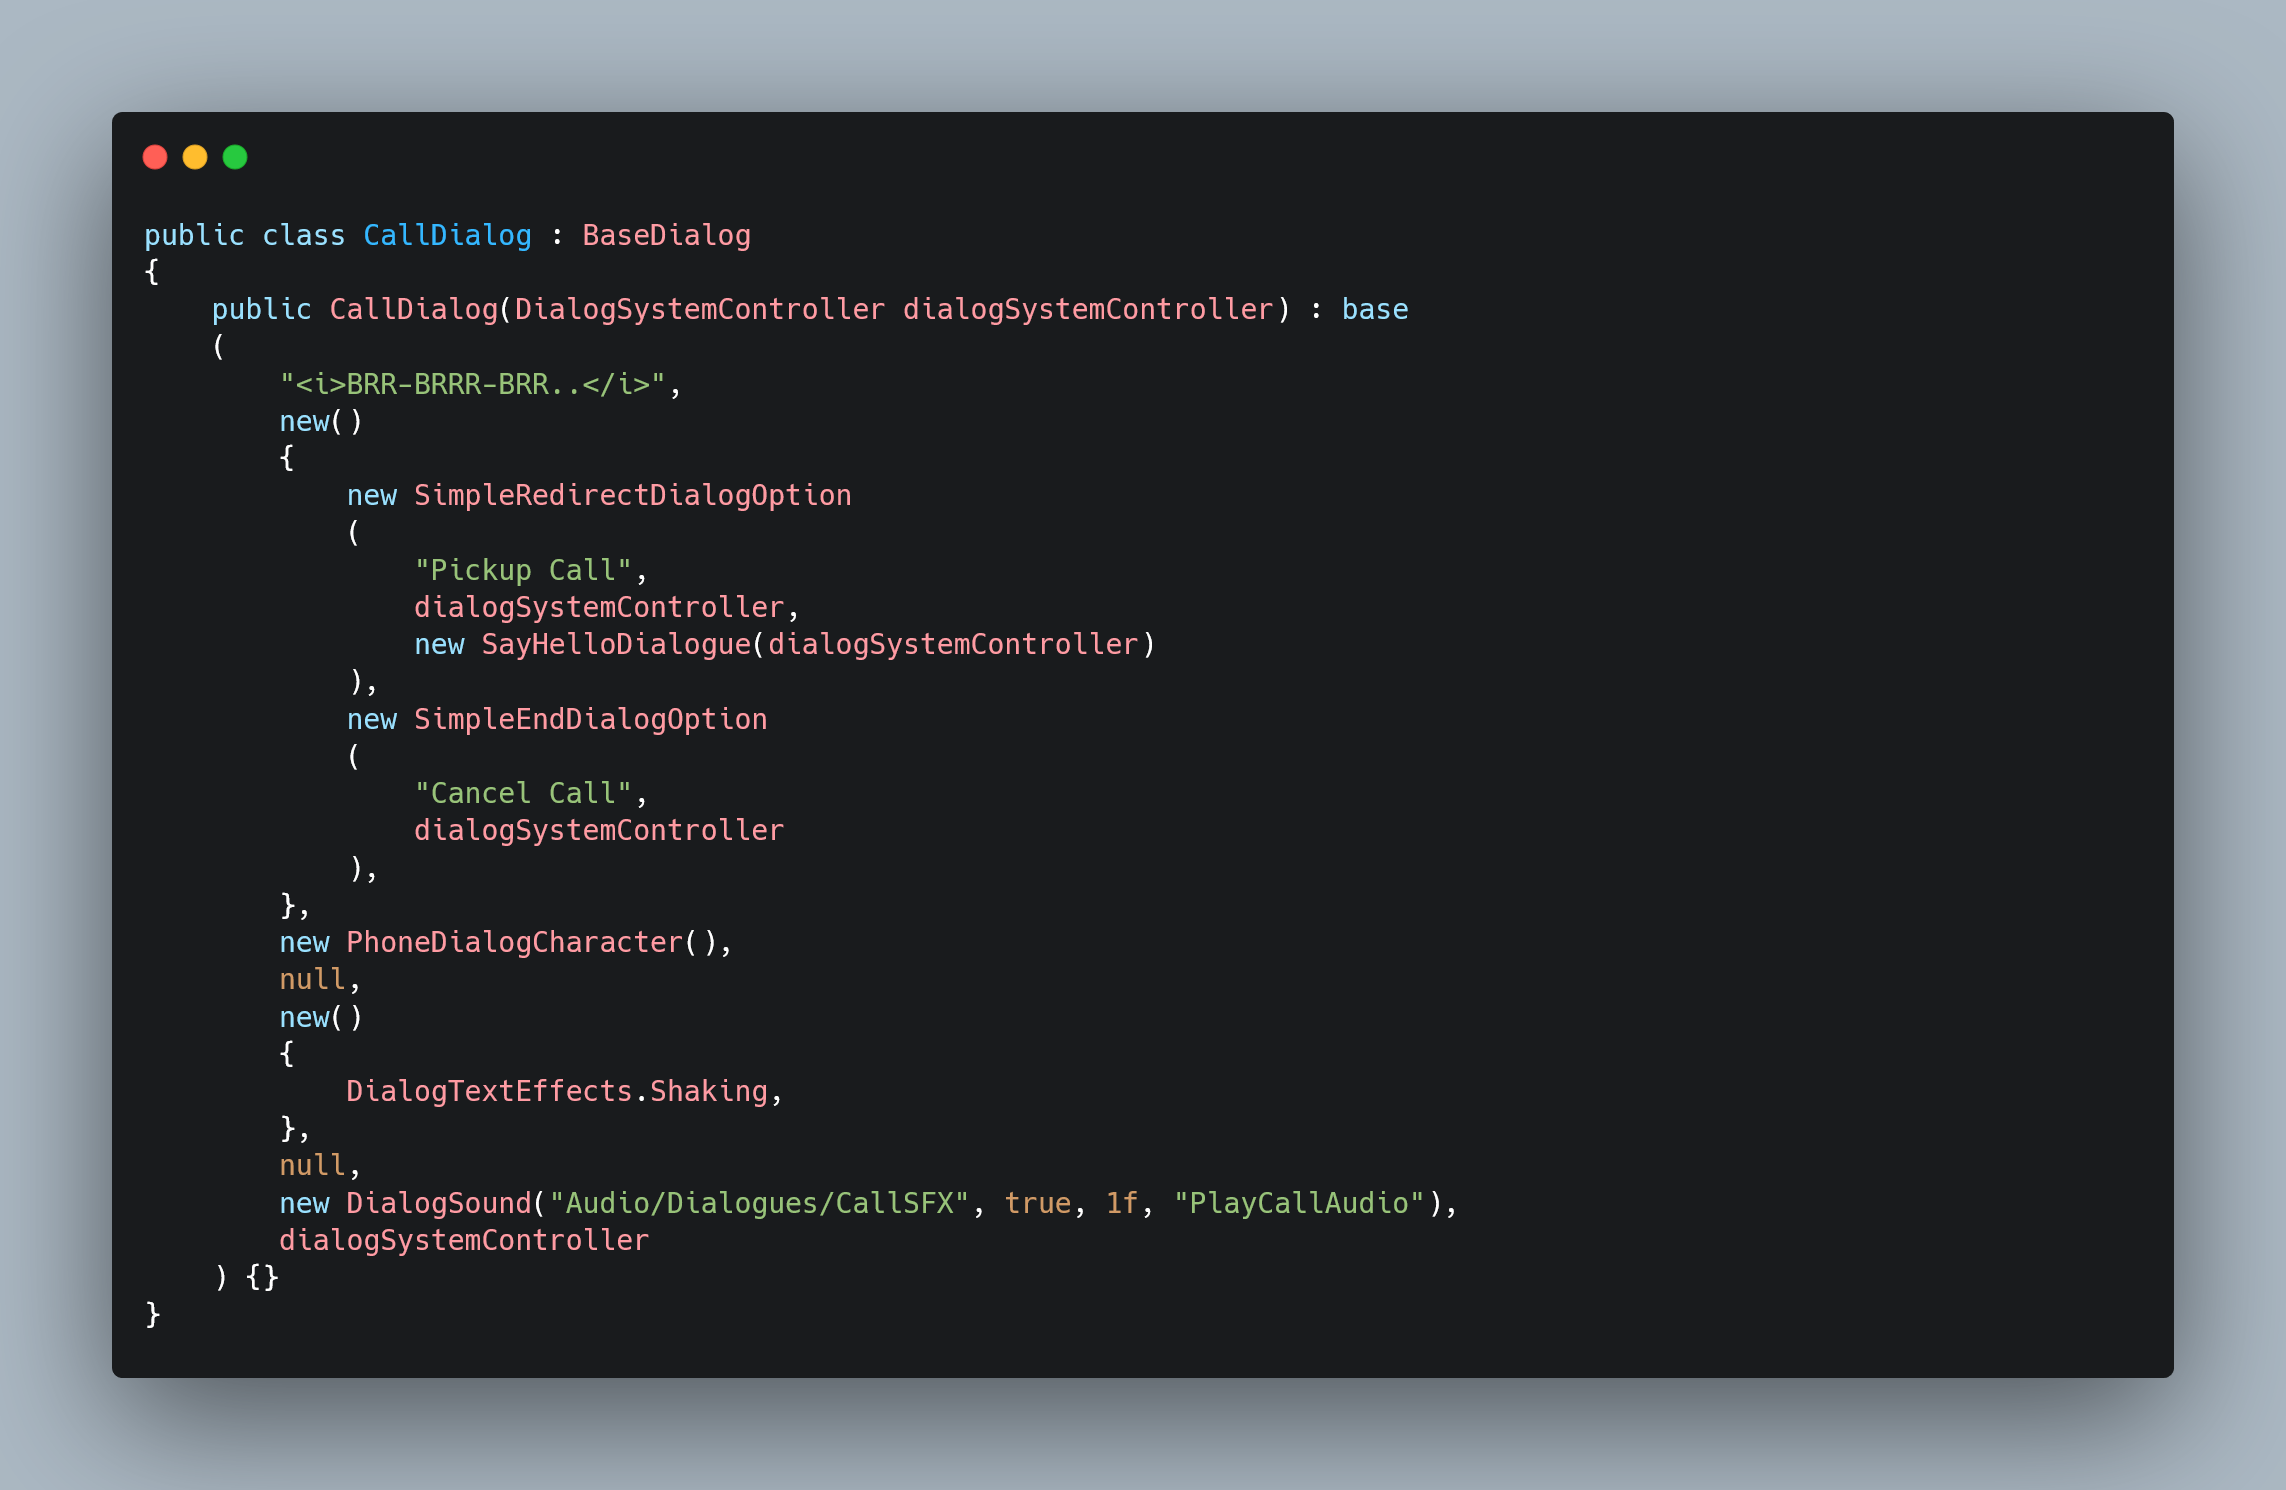 public class CallDialog : BaseDialog
{
    public CallDialog(DialogSystemController dialogSystemController) : base
    (
        "<i>BRR-BRRR-BRR..</i>",
        new()
        {
            new SimpleRedirectDialogOption
            (
                "Pickup Call",
                dialogSystemController,
                new SayHelloDialogue(dialogSystemController)
            ),
            new SimpleEndDialogOption
            (
                "Cancel Call",
                dialogSystemController
            ),
        },
        new PhoneDialogCharacter(),
        null,
        new()
        {
            DialogTextEffects.Shaking,
        },
        null,
        new DialogSound("Audio/Dialogues/CallSFX", true, 1f, "PlayCallAudio"),
        dialogSystemController
    ) {}
}